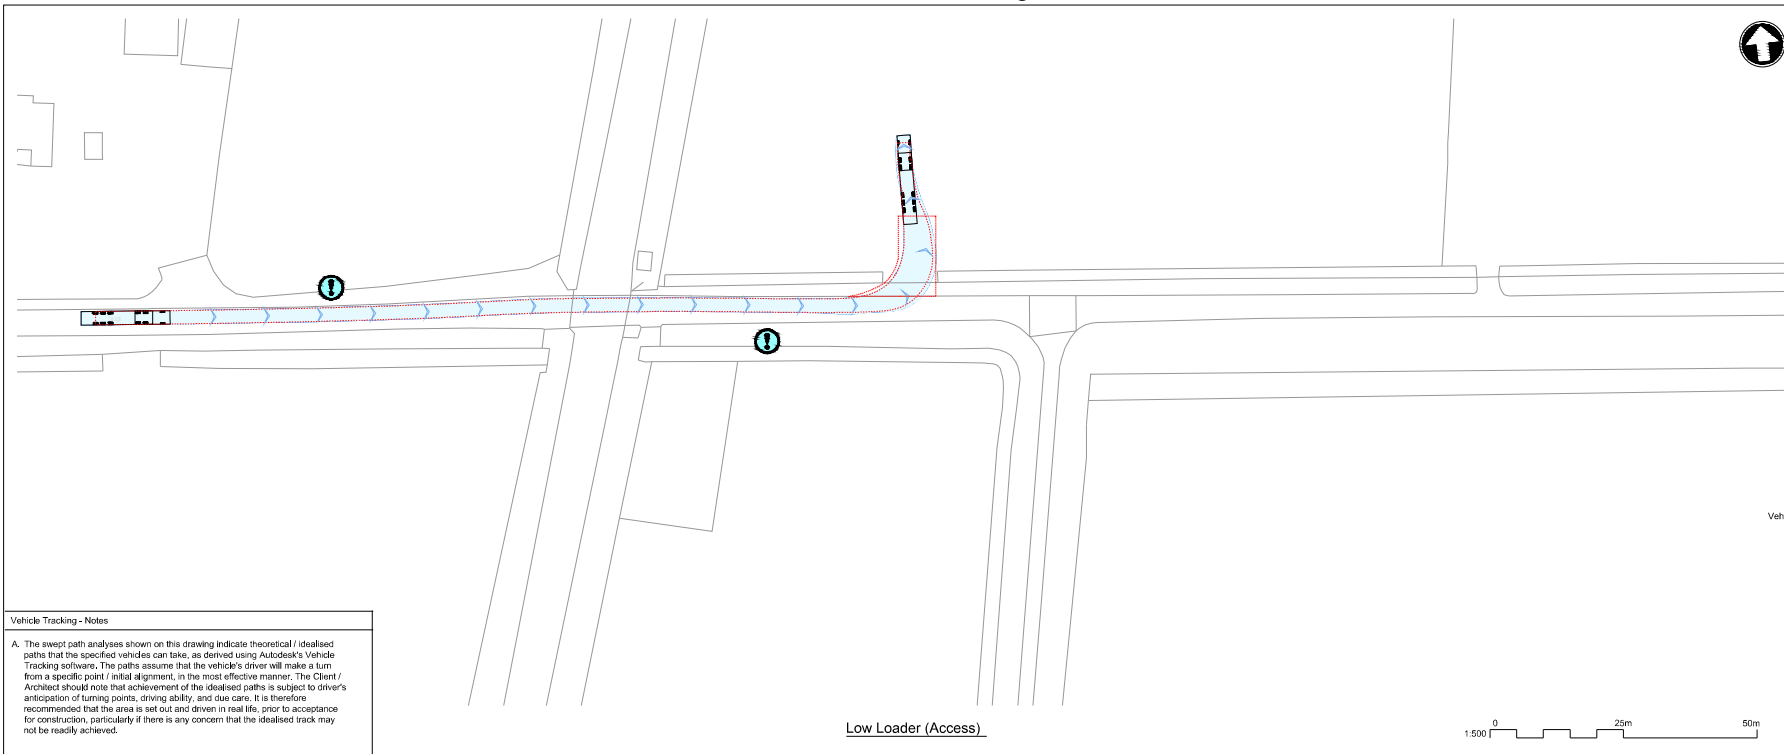 Vehicle Tracking - Notes
A. The swept path analyses shown on this drawing indicate theoretical / idealised
paths that the specified vehicles can take, as derived using Autodesk's Vehicle
Tracking software. The paths assume that the vehicle's driver will make a turn
from a specific point / initial alignment, in the most effective manner. The Client /
Architect should note that achievement of the idealised paths is subject to driver's
anticipation of turning points, driving ability, and due care. It is therefore
recommended that the area is set out and driven in real life, prior to acceptance
for construction, particularly if there is any concern that the idealised track may
not be readily achieved.
Low Loader (Access)
Veh
0 25m 50m
1:500